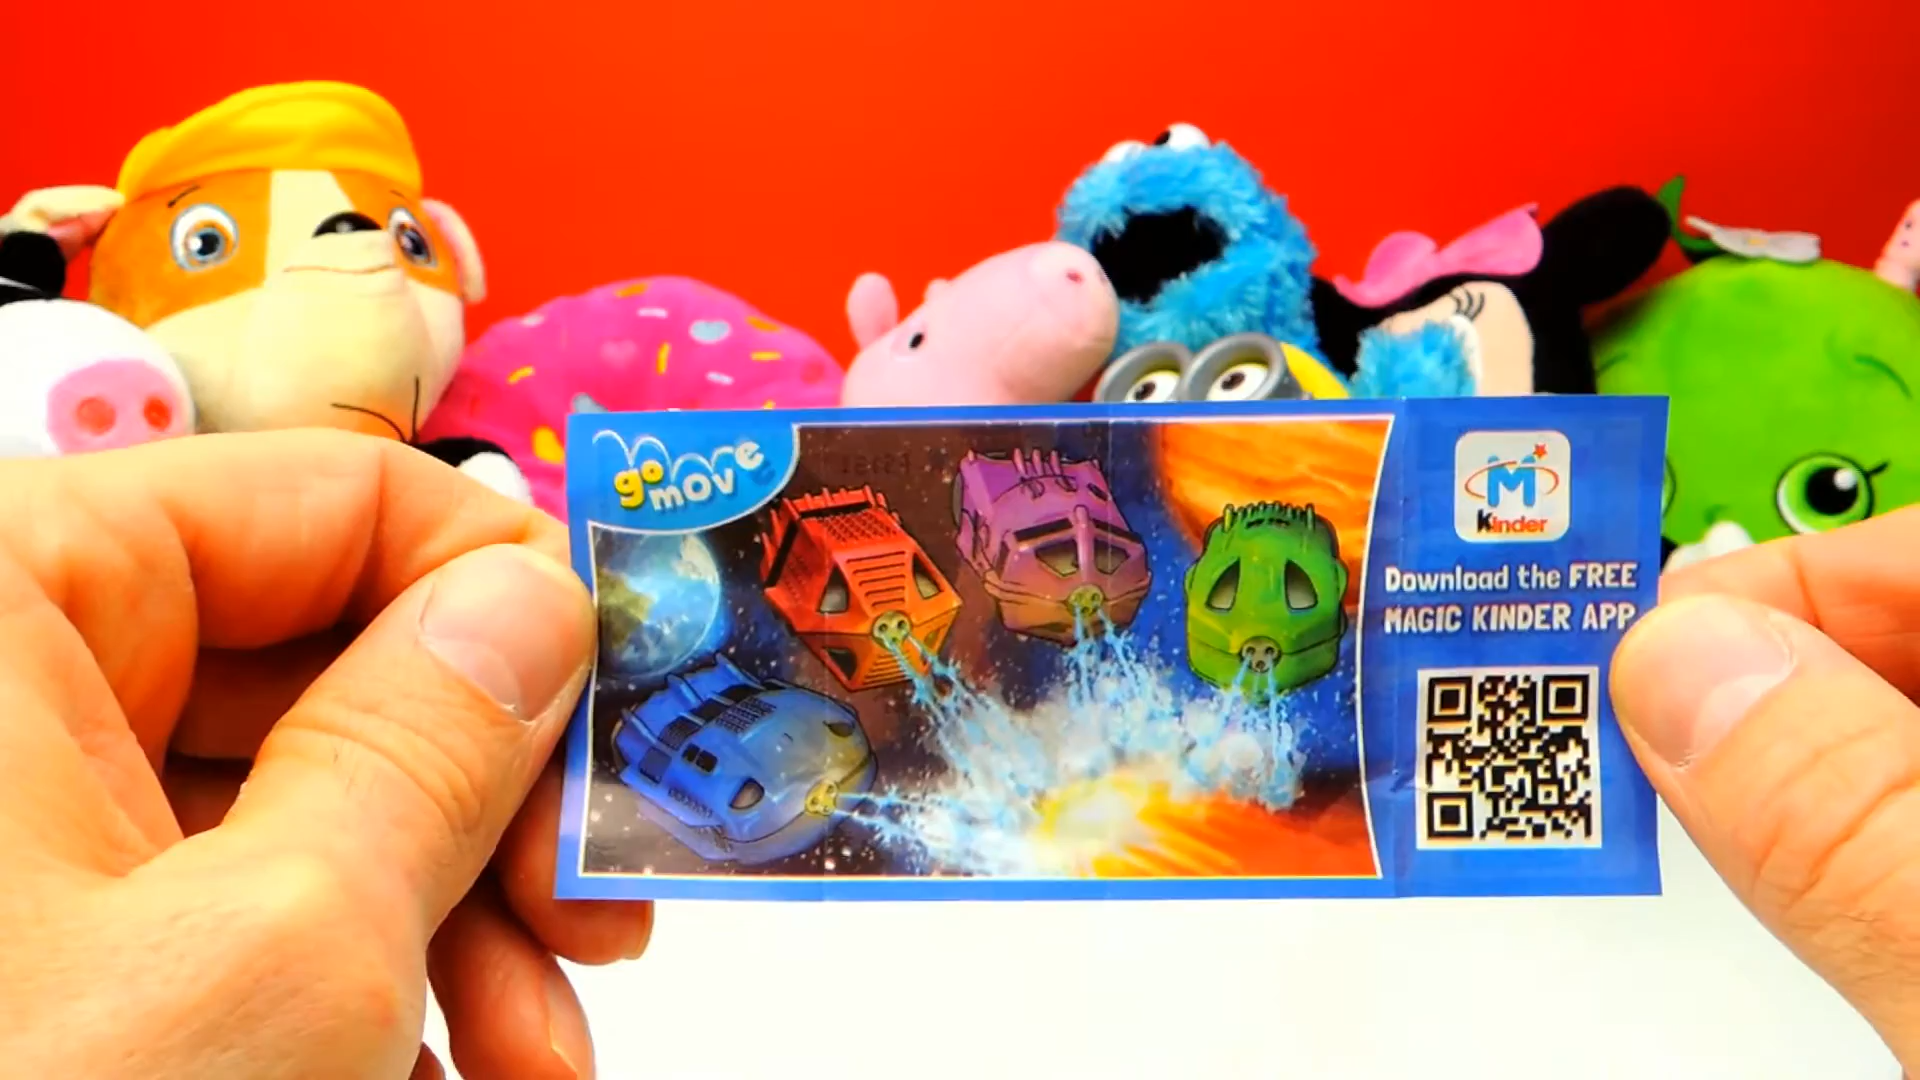 go
move
M
Kinder
Download the FREE
MAGIC KINDER APP